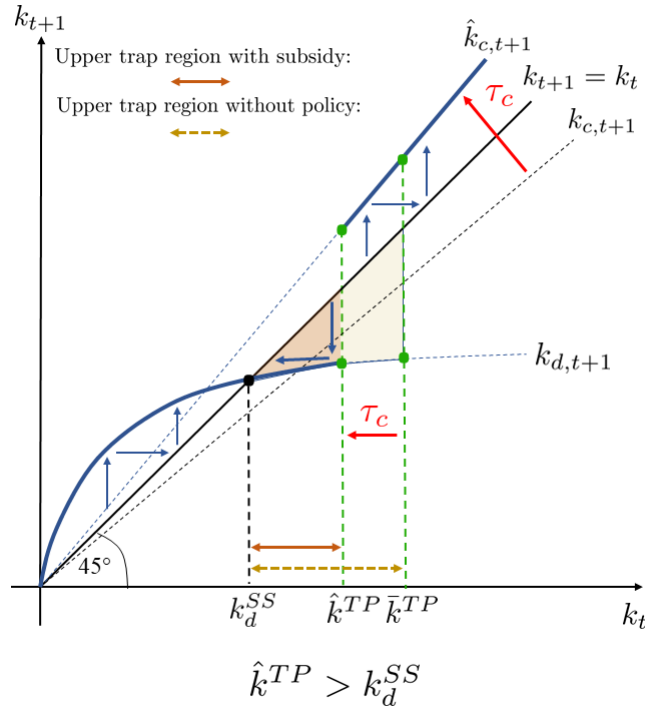 k_{t+1}
Upper trap region with subsidy:
Upper trap region without policy:
\hat{k}_{c,t+1}
k_{t+1} = k_t
τ_c
k_{c,t+1}
k_{d,t+1}
τ_c
45°
k_d^{SS}
\hat{k}^{TP}
\bar{k}^{TP}
k_t
\hat{k}^{TP} > k_d^{SS}